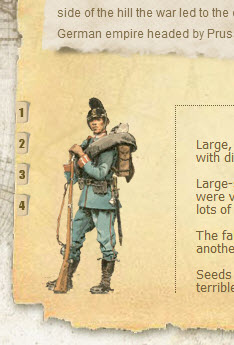 side of the hill the war led to the
German empire headed by Prus
1
2
3
4
Large,
with di
Large-
were v
lots of
The fa
anothe
Seeds
terrible